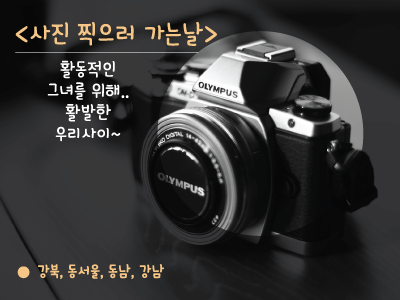 <사진 찍으러 가는날>
활동적인
그녀를 위해..
활발한
우리사이~
OLYMPUS
OLYMPUS
강북, 동서울, 동남, 강남